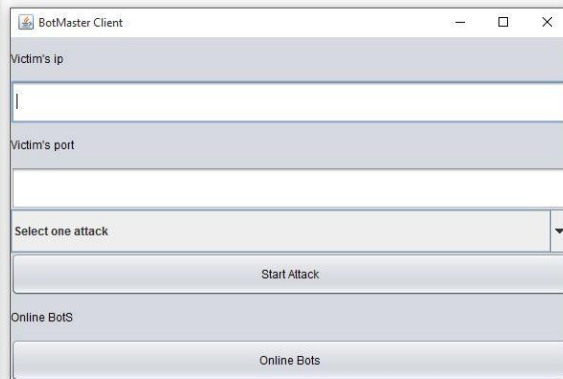 BotMaster Client
Victim's ip
Victim's port
Select one attack
Start Attack
Online BotS
Online Bots